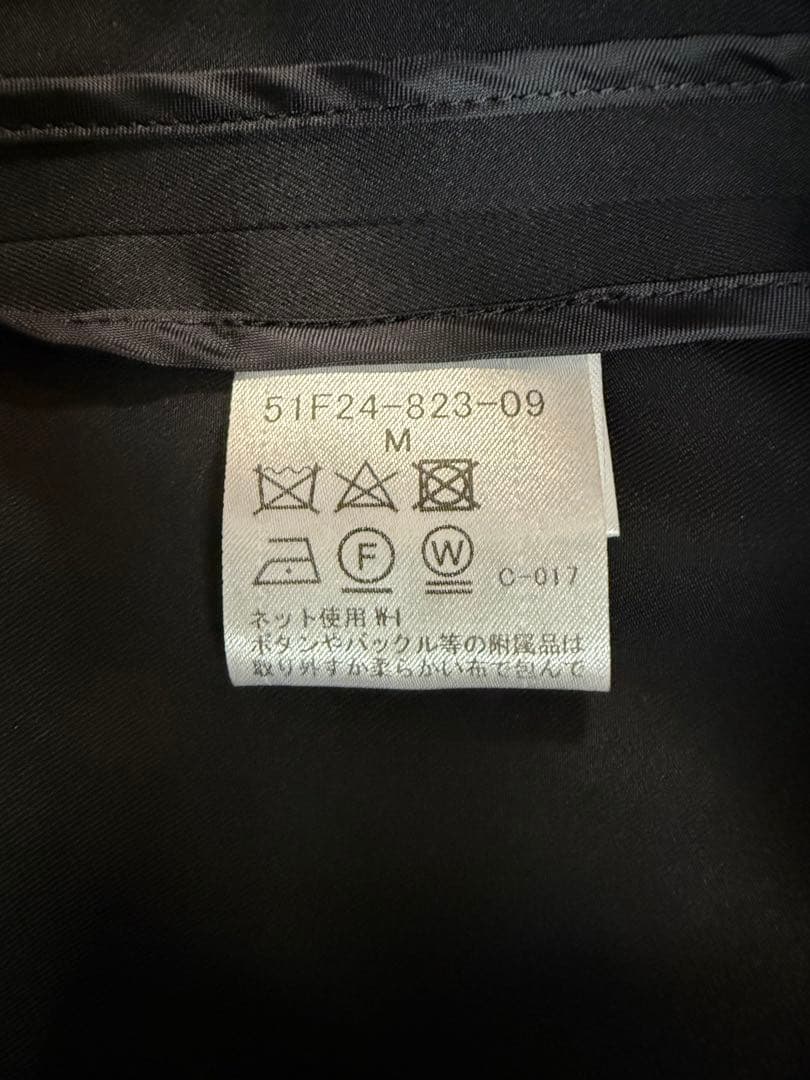 51F24-823-09
M
F W C-017
ネット使用 W-1
ボタンやバックル等の附属品は
取り外すか柔らかい布で包んで